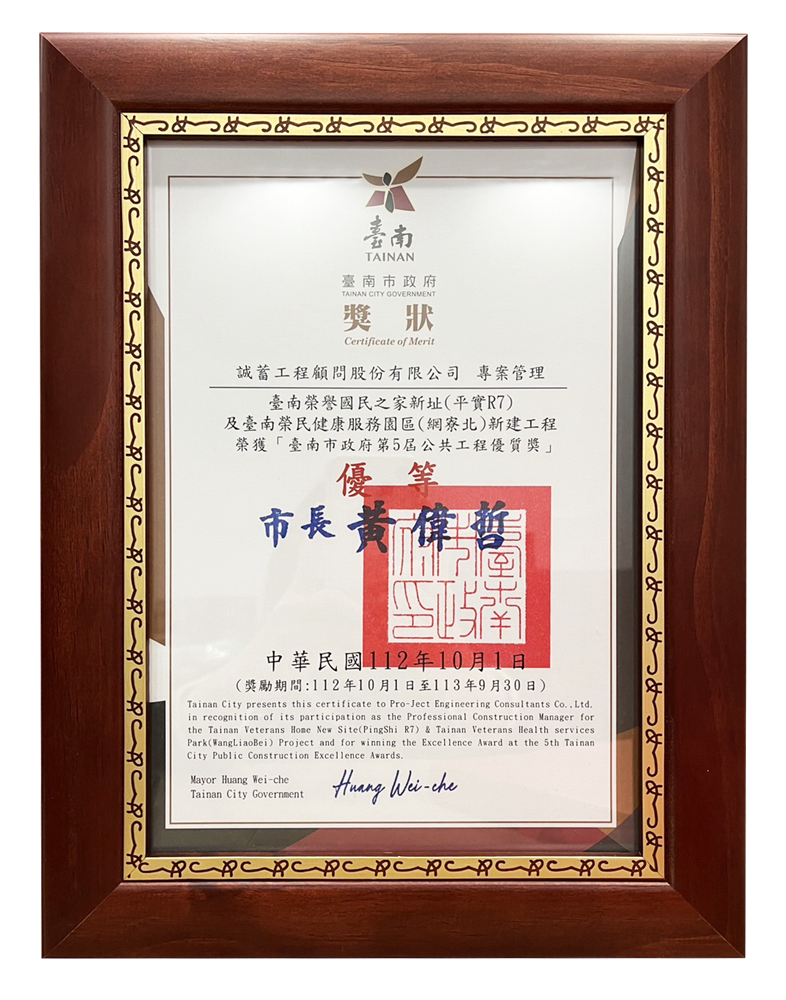 臺南
TAINAN
臺南市政府
TAINAN CITY GOVERNMENT
獎狀
Certificate of Merit
誠蓄工程顧問股份有限公司 專案管理
臺南榮譽國民之家新址(平實R7)
及臺南榮民健康服務園區(網寮北)新建工程
榮獲「臺南市政府第5屆公共工程優質獎」
優等
市長 黃偉哲
臺南市政府印
中華民國112年10月1日
(獎勵期間:112年10月1日至113年9月30日)
Tainan City presents this certificate to Pro-Ject Engineering Consultants Co.,Ltd.
in recognition of its participation as the Professional Construction Manager for
the Tainan Veterans Home New Site(PingShi R7) & Tainan Veterans Health services
Park(WangLiaoBei) Project and for winning the Excellence Award at the 5th Tainan
City Public Construction Excellence Awards.
Mayor Huang Wei-che
Tainan City Government
Huang Wei-che